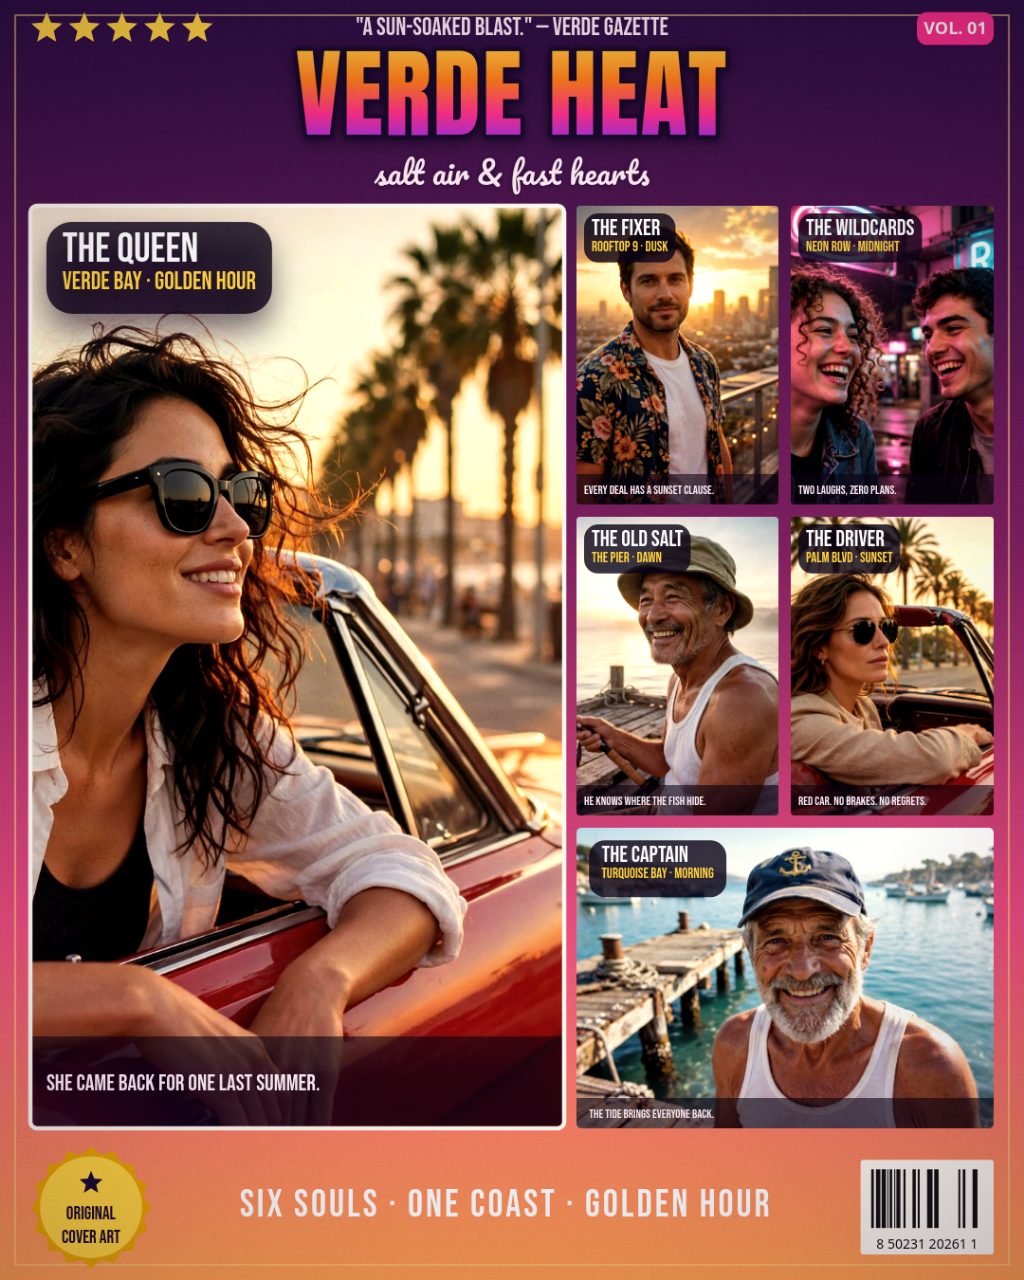 "A SUN-SOAKED BLAST." — VERDE GAZETTE
VOL. 01
VERDE HEAT
salt air & fast hearts
THE QUEEN
VERDE BAY · GOLDEN HOUR
SHE CAME BACK FOR ONE LAST SUMMER.
THE FIXER
ROOFTOP 9 · DUSK
EVERY DEAL HAS A SUNSET CLAUSE.
THE WILDCARDS
NEON ROW · MIDNIGHT
R
TWO LAUGHS, ZERO PLANS.
THE OLD SALT
THE PIER · DAWN
HE KNOWS WHERE THE FISH HIDE.
THE DRIVER
PALM BLVD · SUNSET
RED CAR. NO BRAKES. NO REGRETS.
THE CAPTAIN
TURQUOISE BAY · MORNING
THE TIDE BRINGS EVERYONE BACK.
ORIGINAL
COVER ART
SIX SOULS · ONE COAST · GOLDEN HOUR
8 50231 20261 1